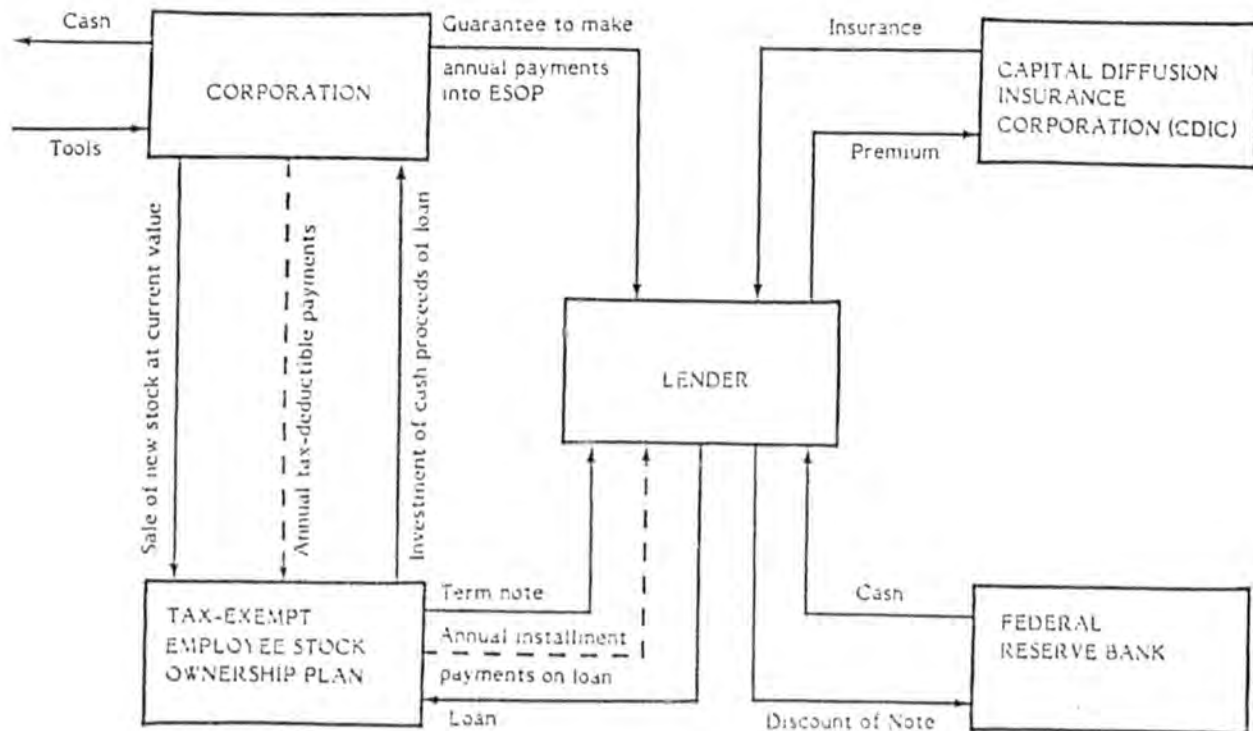 Cash
Tools
CORPORATION
Guarantee to make
annual payments
into ESOP
Insurance
Premium
CAPITAL DIFFUSION
INSURANCE
CORPORATION (CDIC)
Sale of new stock at current value
Annual tax-deductible payments
Investment of cash proceeds of loan
LENDER
TAX-EXEMPT
EMPLOYEE STOCK
OWNERSHIP PLAN
Term note
Annual installment
payments on loan
Loan
Cash
Discount of Note
FEDERAL
RESERVE BANK